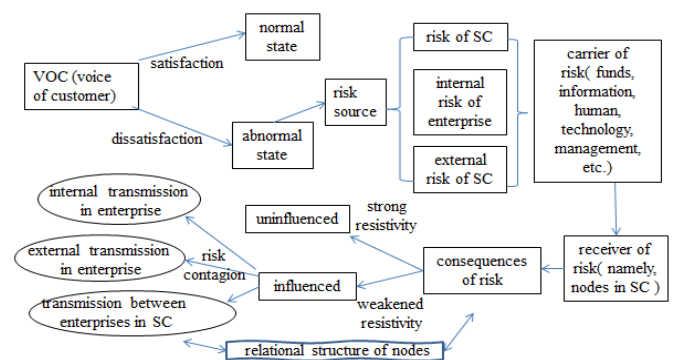 normal
state
VOC (voice
of customer)
satisfaction
dissatisfaction
abnormal
state
risk
source
risk of SC
internal
risk of
enterprise
external
risk of SC
carrier of
risk( funds,
information,
human,
technology,
management,
etc.)
receiver of
risk( namely,
nodes in SC )
consequences
of risk
strong
resistivity
uninfluenced
weakened
resistivity
influenced
risk
contagion
internal transmission
in enterprise
external transmission
in enterprise
transmission between
enterprises in SC
relational structure of nodes